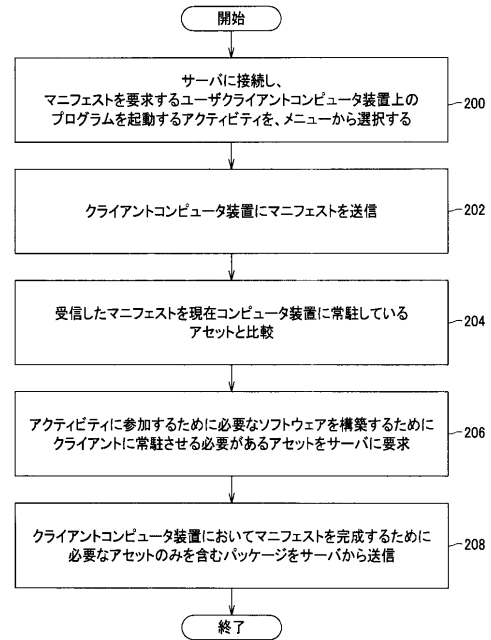 開始
サーバに接続し、
マニフェストを要求するユーザクライアントコンピュータ装置上の
プログラムを起動するアクティビティを、メニューから選択する
200
クライアントコンピュータ装置にマニフェストを送信
202
受信したマニフェストを現在コンピュータ装置に常駐している
アセットと比較
204
アクティビティに参加するために必要なソフトウェアを構築するために
クライアントに常駐させる必要があるアセットをサーバに要求
206
クライアントコンピュータ装置においてマニフェストを完成するために
必要なアセットのみを含むパッケージをサーバから送信
208
終了